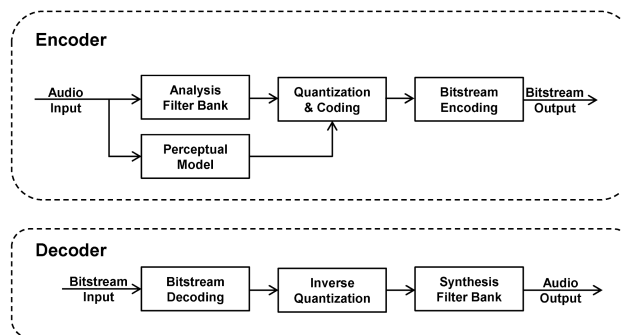 Encoder
Audio
Input
Analysis
Filter Bank
Quantization
& Coding
Bitstream
Encoding
Bitstream
Output
Perceptual
Model
Decoder
Bitstream
Input
Bitstream
Decoding
Inverse
Quantization
Synthesis
Filter Bank
Audio
Output